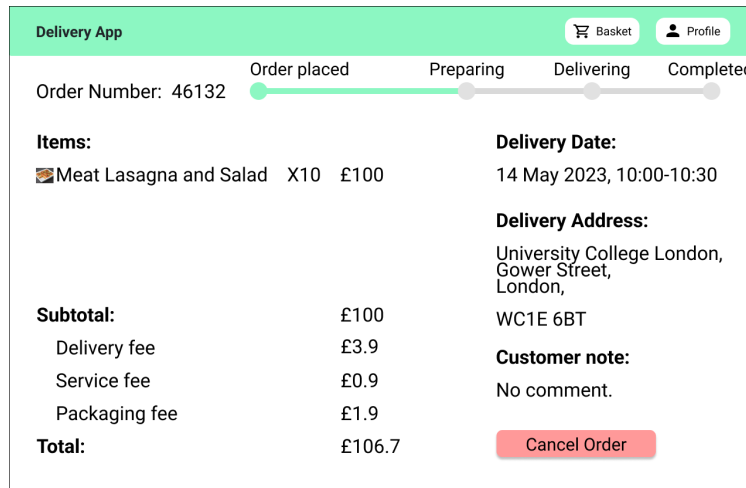 Delivery App
Basket
Profile
Order placed
Preparing
Delivering
Completed
Order Number: 46132
Items:
Meat Lasagna and Salad X10 £100
Subtotal: £100
Delivery fee £3.9
Service fee £0.9
Packaging fee £1.9
Total: £106.7
Delivery Date:
14 May 2023, 10:00-10:30
Delivery Address:
University College London,
Gower Street,
London,
WC1E 6BT
Customer note:
No comment.
Cancel Order